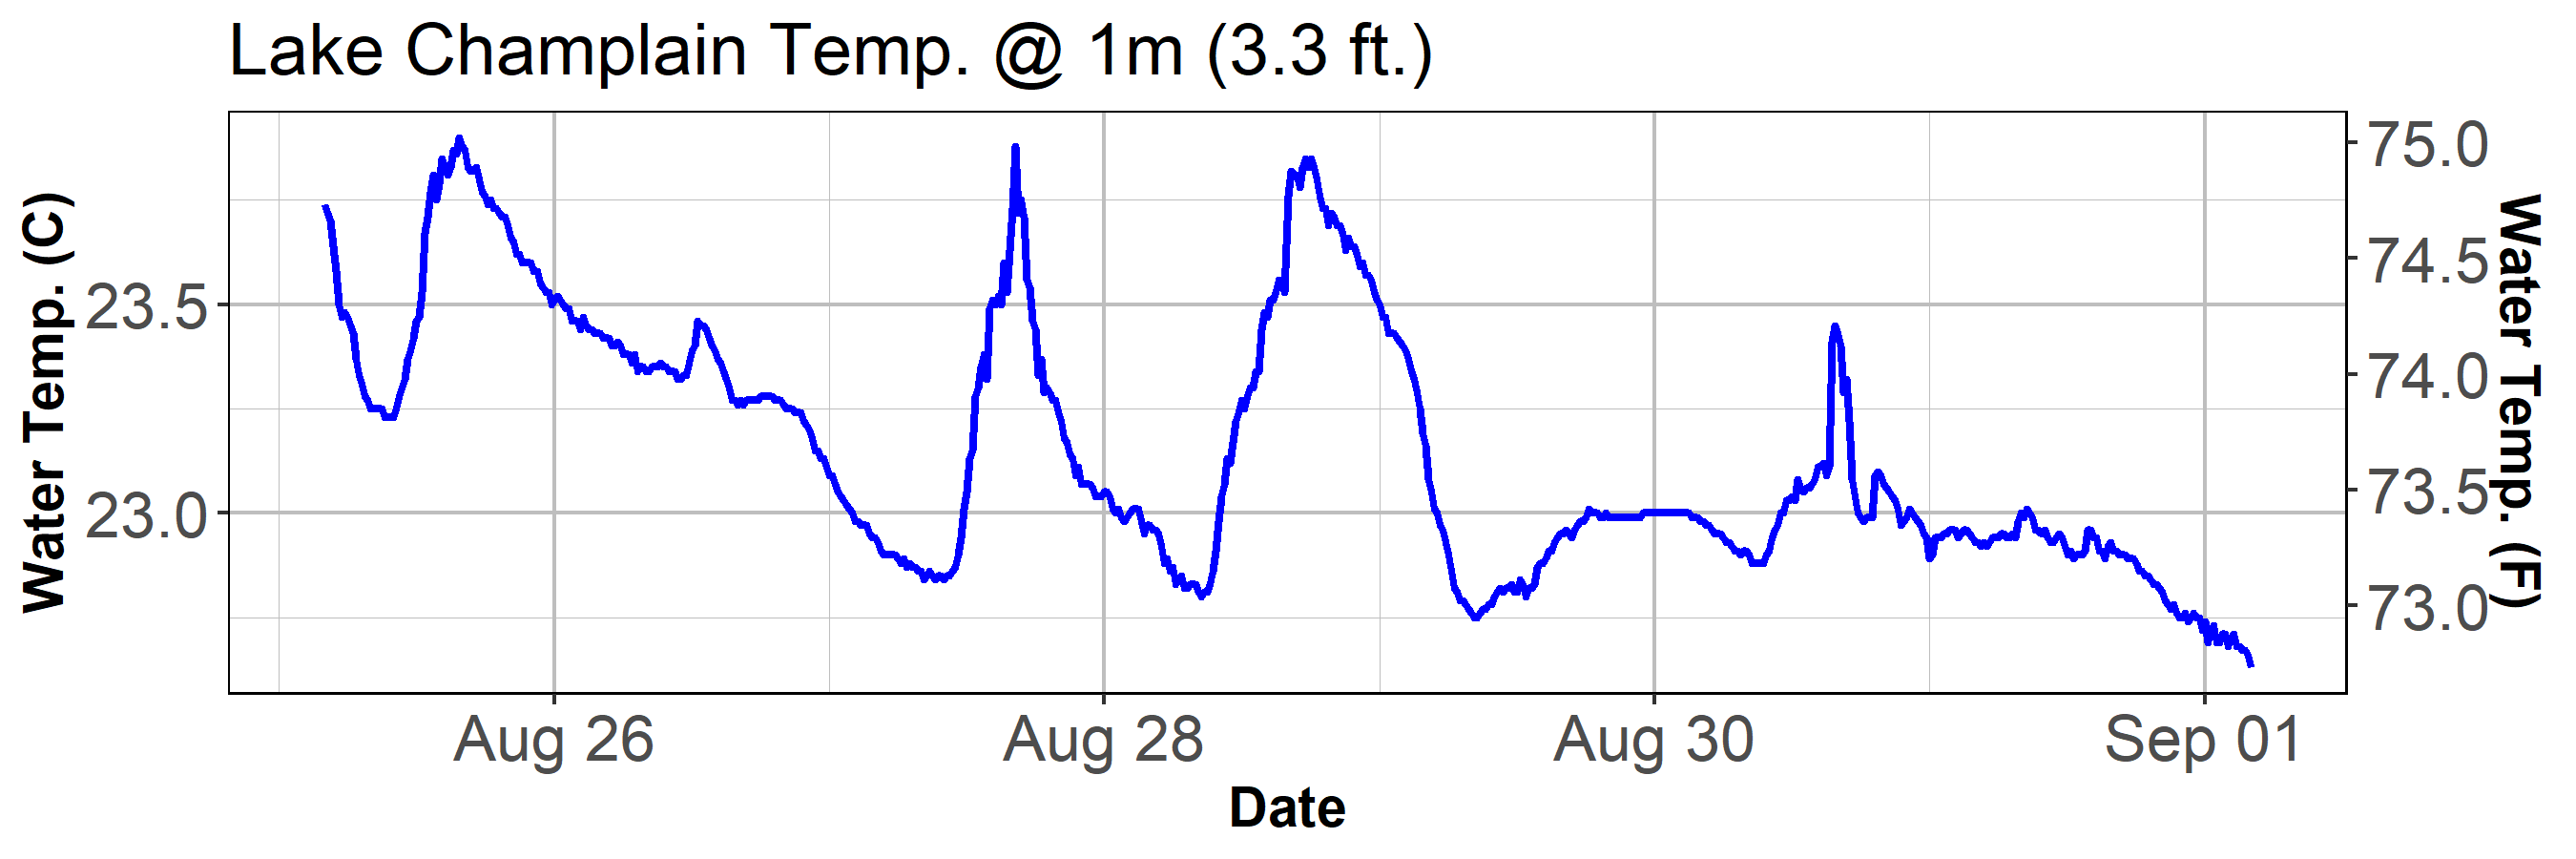 Lake Champlain Temp. @ 1m (3.3 ft.)
Water Temp. (C)
23.5
23.0
75.0
74.5
74.0
73.5
73.0
Water Temp. (F)
Aug 26
Aug 28
Aug 30
Sep 01
Date